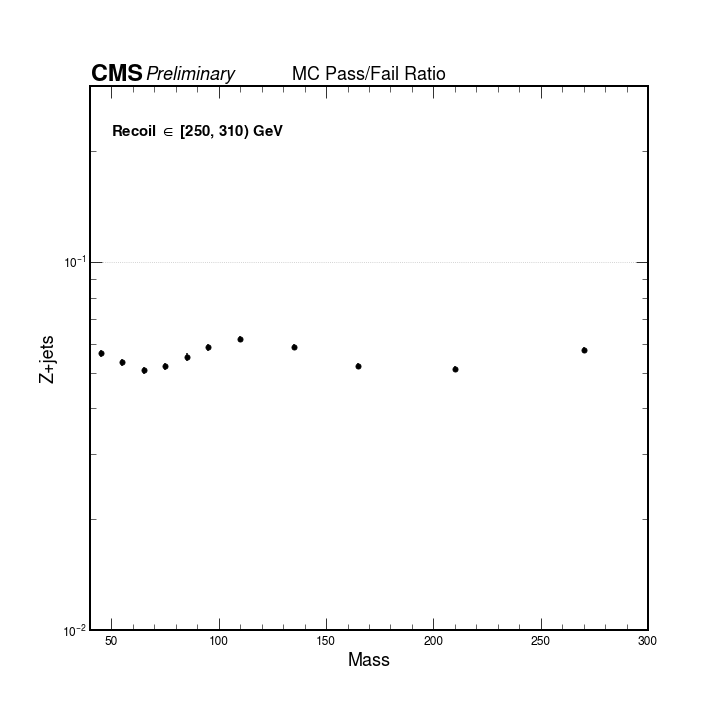 CMS Preliminary MC Pass/Fail Ratio
Recoil ∈ [250, 310) GeV
10⁻¹
Z+jets
10⁻²
50 100 150 200 250 300
Mass